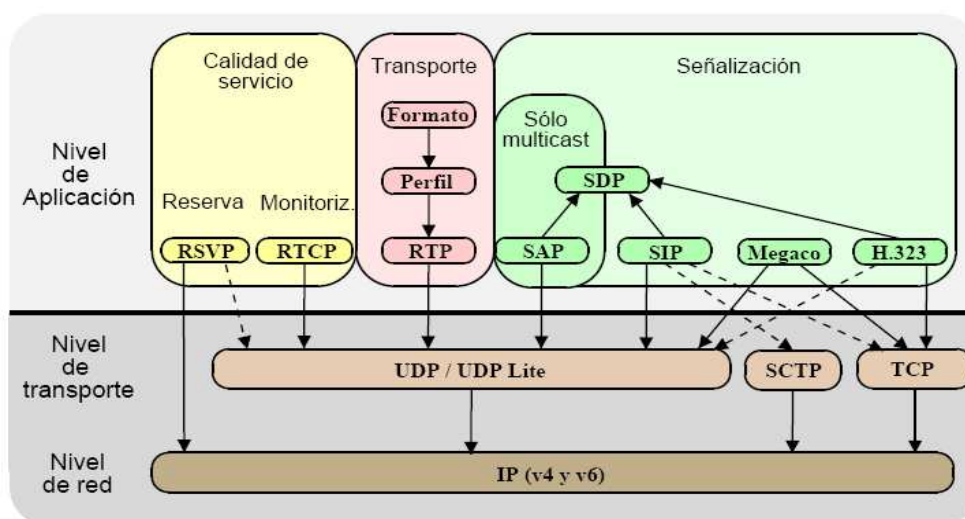 Calidad de
servicio
Transporte
Señalización
Formato
Sólo
multicast
Nivel
de
Aplicación
Perfil
SDP
Reserva
Monitoriz.
RSVP
RTCP
RTP
SAP
SIP
Megaco
H.323
Nivel
de
transporte
UDP / UDP Lite
SCTP
TCP
Nivel
de red
IP (v4 y v6)